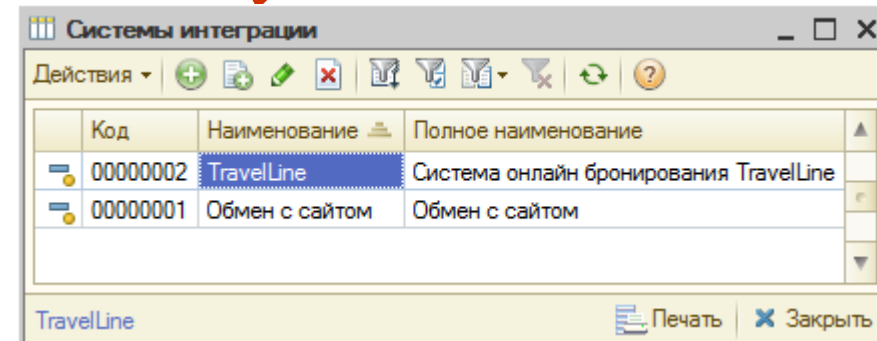 Системы интеграции
Действия
Код Наименование Полное наименование
00000002 TravelLine Система онлайн бронирования TravelLine
00000001 Обмен с сайтом Обмен с сайтом
TravelLine Печать Закрыть